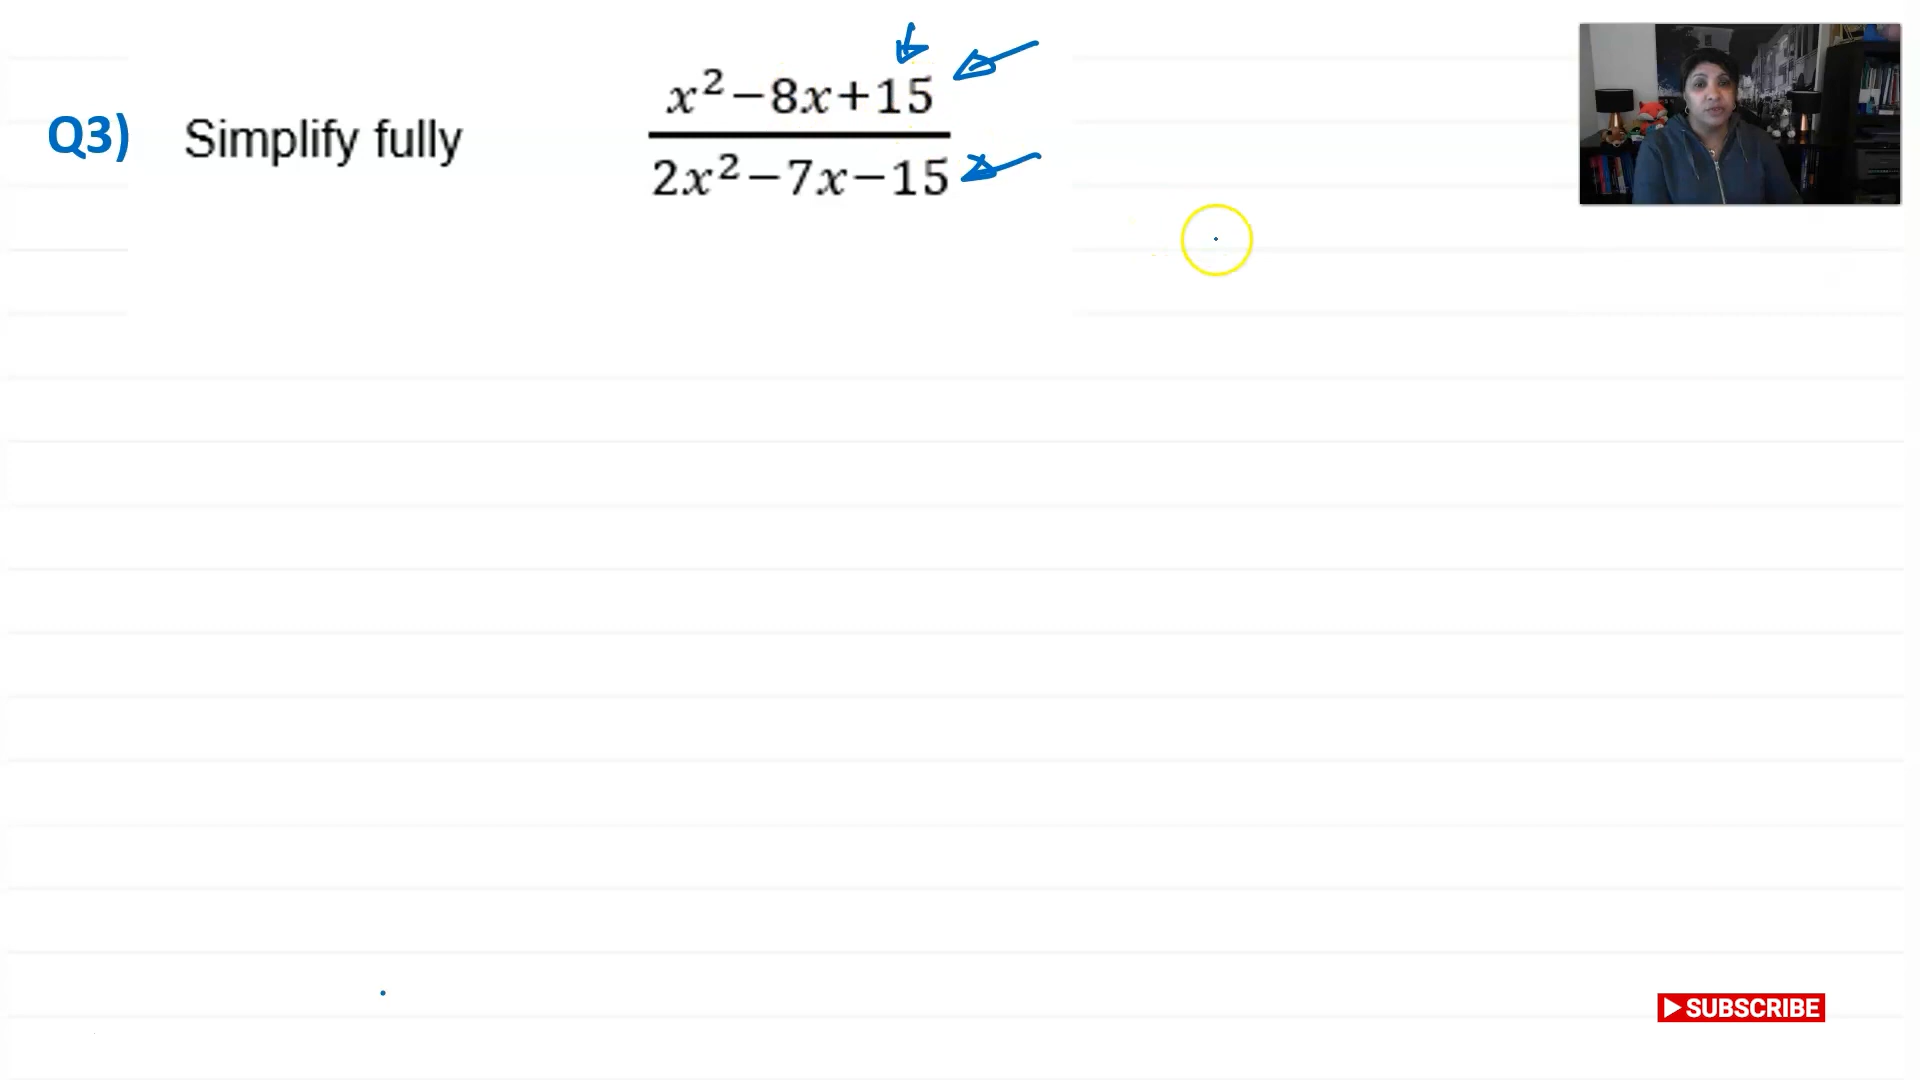 Q3) Simplify fully
x² − 8x + 15
2x² − 7x − 15
SUBSCRIBE